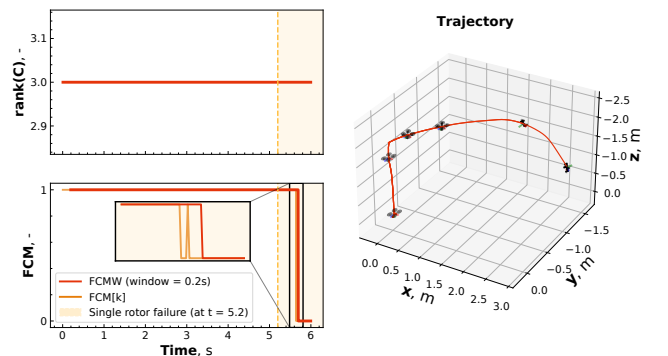 Trajectory
3.1
3.0
2.9
rank(C), -
1
0
FCM, -
FCMW (window = 0.2s)
FCM[k]
Single rotor failure (at t = 5.2)
0
1
2
3
4
5
6
Time, s
−2.5
−2.0
−1.5
−1.0
−0.5
0.0
z, m
−1.5
−1.0
−0.5
0.0
y, m
0.0
0.5
1.0
1.5
2.0
2.5
3.0
x, m